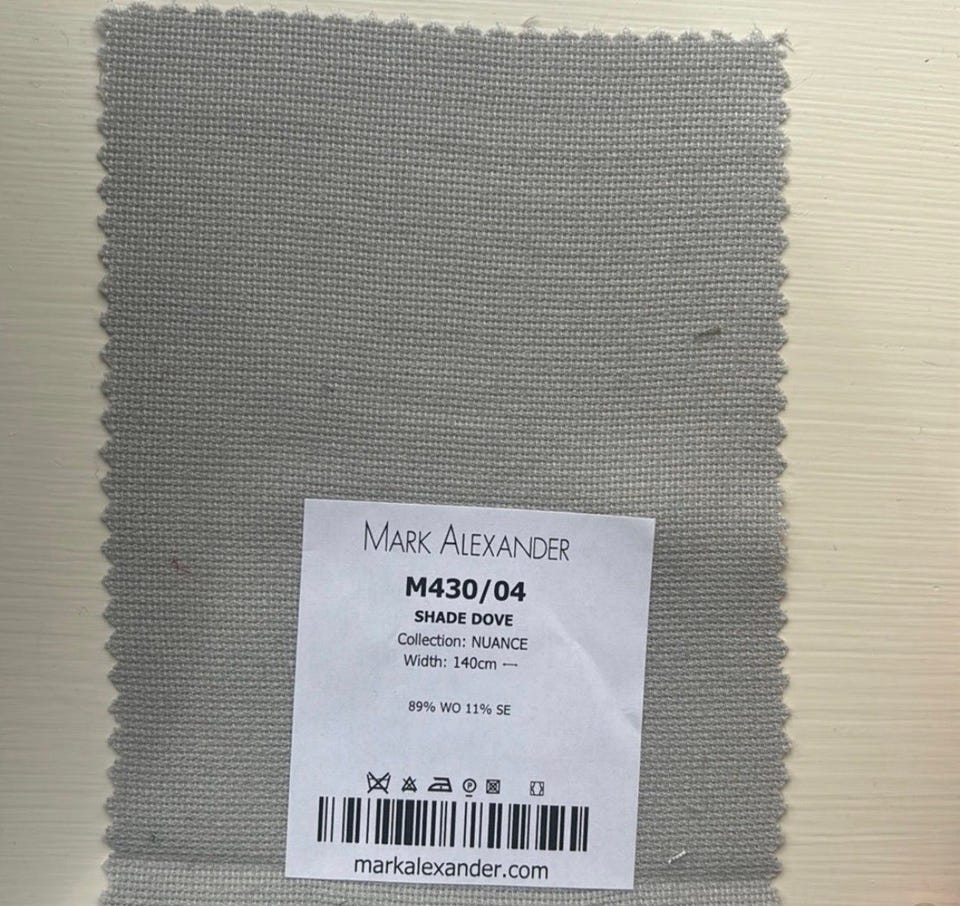 MARK ALEXANDER
M430/04
SHADE DOVE
Collection: NUANCE
Width: 140cm
89% WO 11% SE
markalexander.com